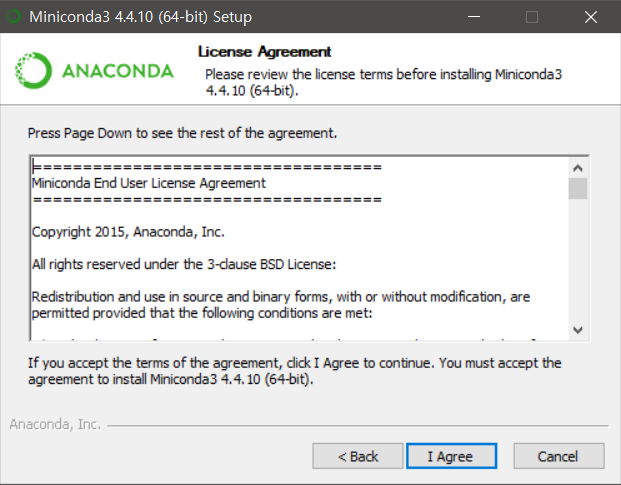 Miniconda3 4.4.10 (64-bit) Setup
ANACONDA
License Agreement
Please review the license terms before installing Miniconda3
4.4.10 (64-bit).
Press Page Down to see the rest of the agreement.
===================================
Miniconda End User License Agreement
===================================
Copyright 2015, Anaconda, Inc.
All rights reserved under the 3-clause BSD License:
Redistribution and use in source and binary forms, with or without modification, are
permitted provided that the following conditions are met:
If you accept the terms of the agreement, click I Agree to continue. You must accept the
agreement to install Miniconda3 4.4.10 (64-bit).
Anaconda, Inc.
< Back
I Agree
Cancel